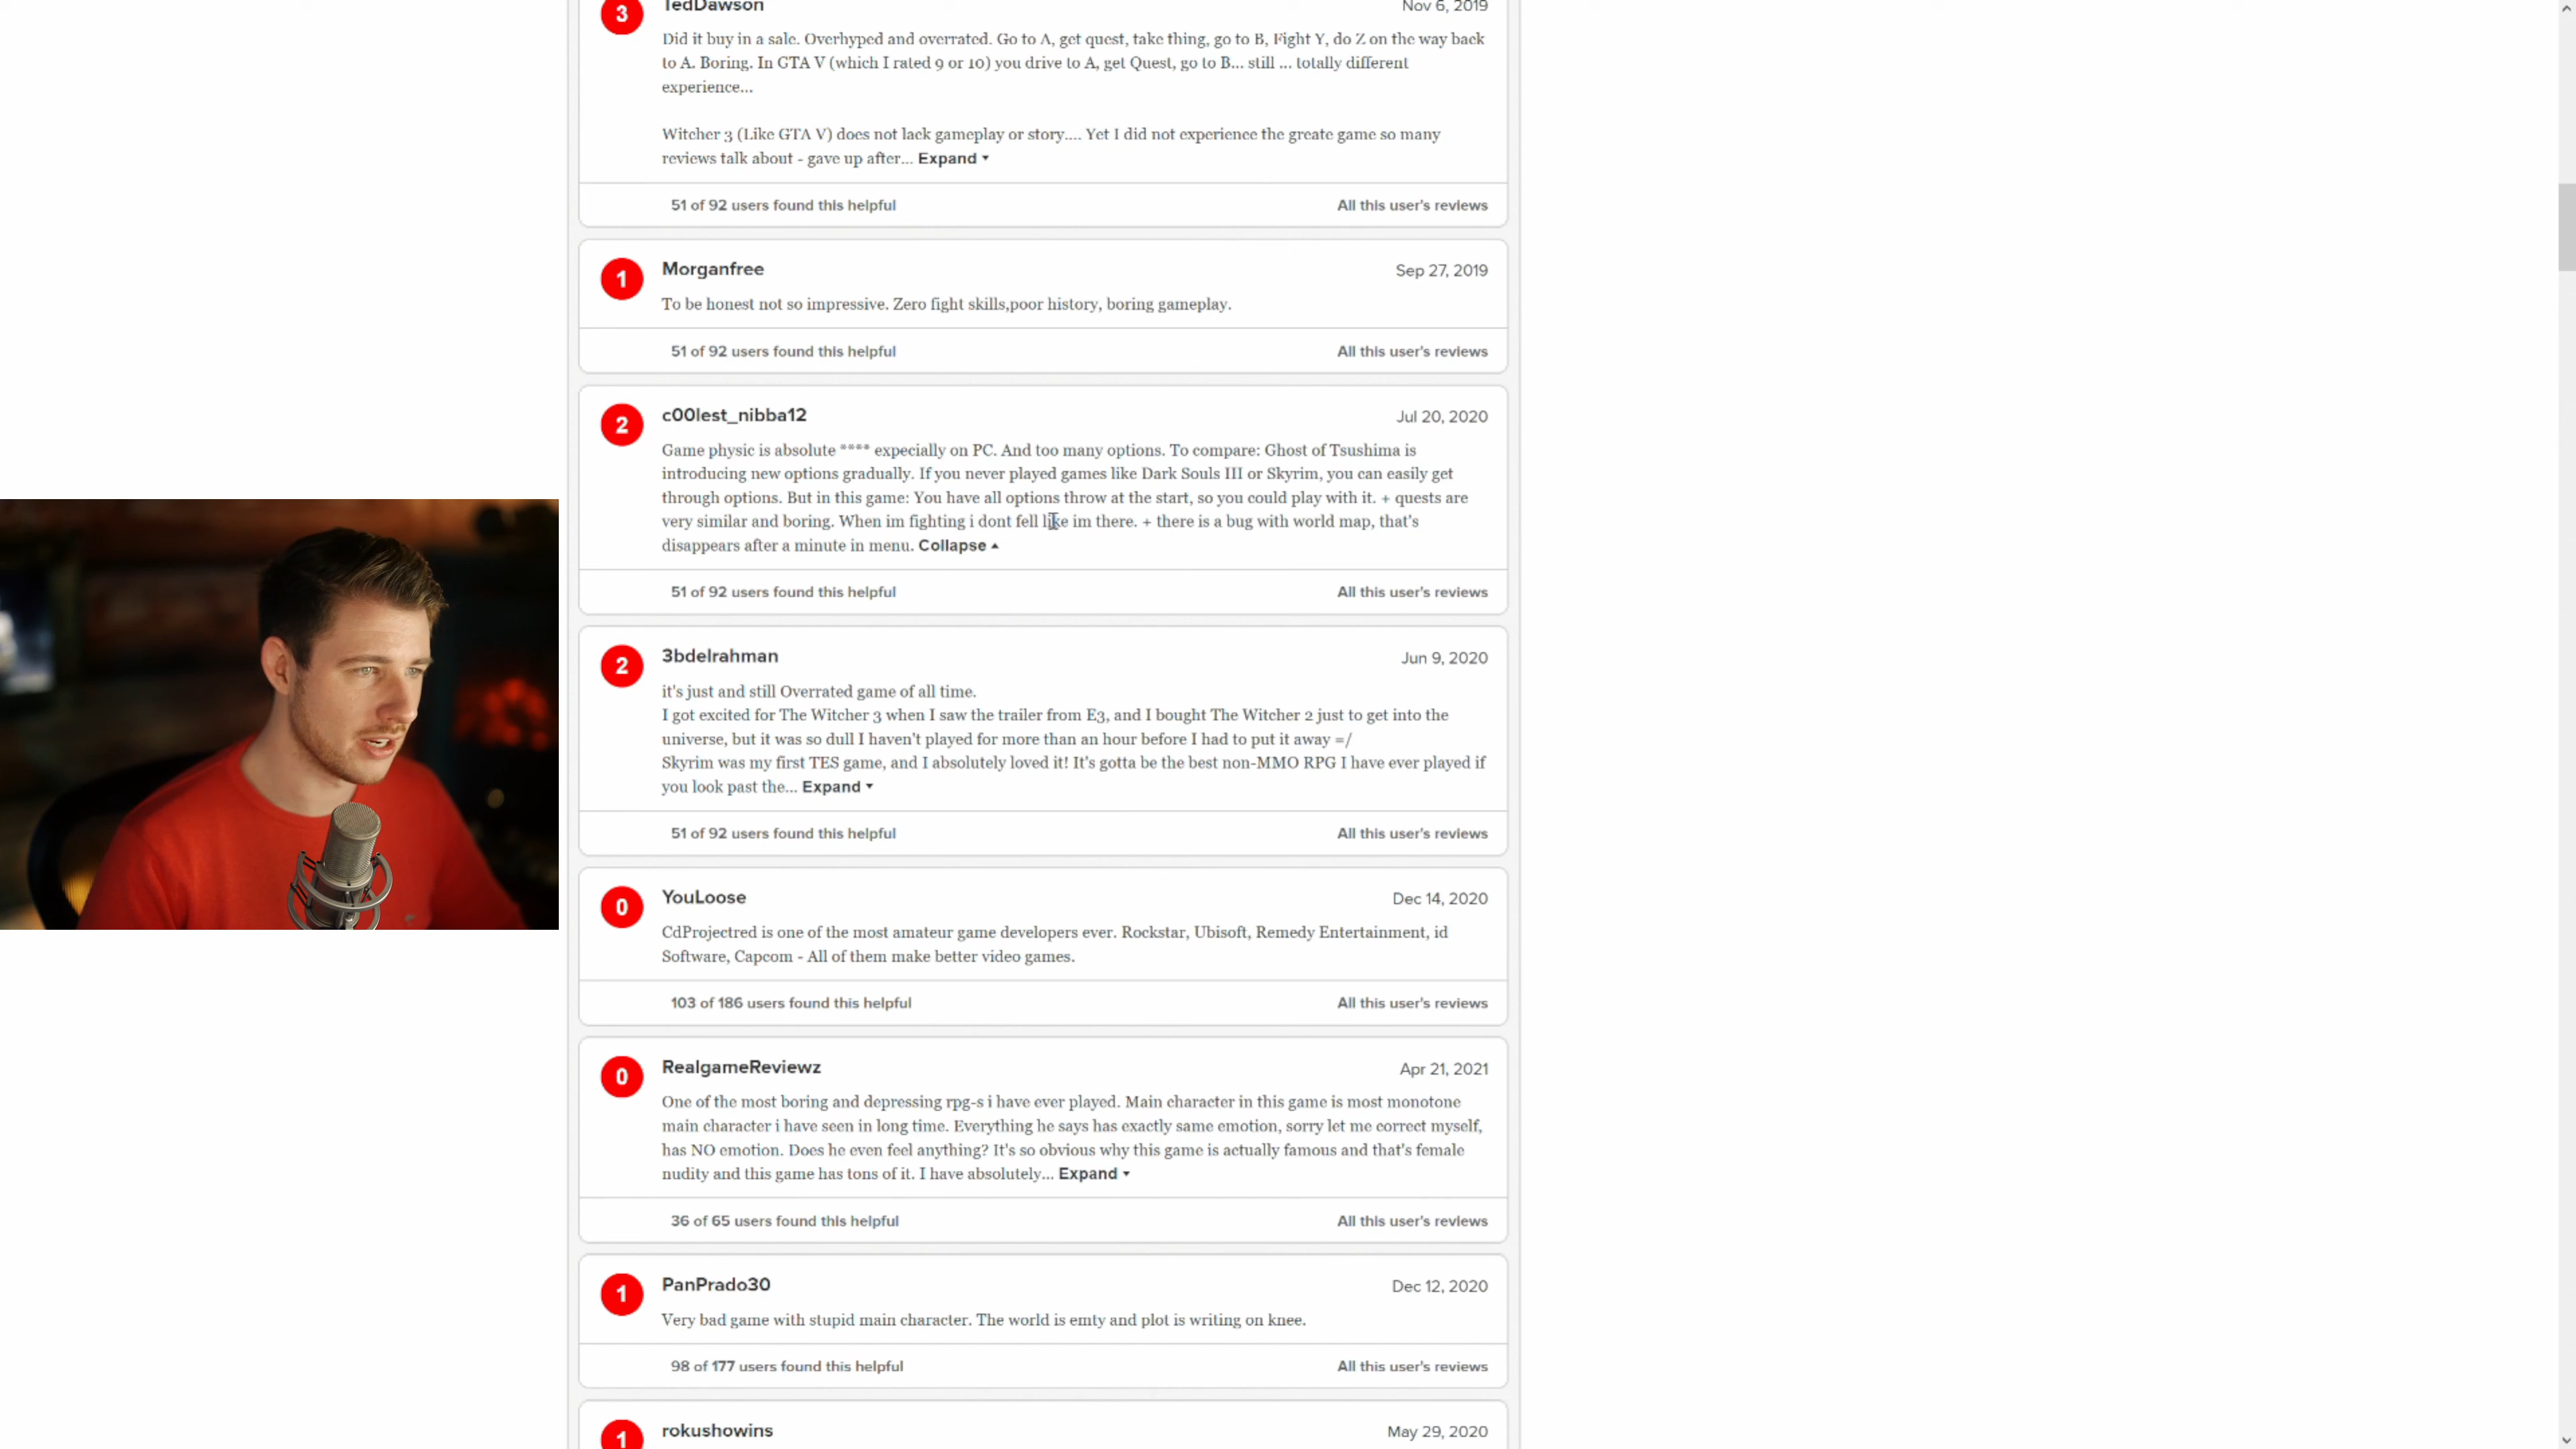 3
TedDawson
Nov 6, 2019
Did it buy in a sale. Overhyped and overrated. Go to A, get quest, take thing, go to B, Fight Y, do Z on the way back
to A. Boring. In GTA V (which I rated 9 or 10) you drive to A, get Quest, go to B... still ... totally different
experience...
Witcher 3 (Like GTA V) does not lack gameplay or story.... Yet I did not experience the greate game so many
reviews talk about - gave up after... Expand
51 of 92 users found this helpful
All this user's reviews
1
Morganfree
Sep 27, 2019
To be honest not so impressive. Zero fight skills,poor history, boring gameplay.
51 of 92 users found this helpful
All this user's reviews
2
c00lest_nibba12
Jul 20, 2020
Game physic is absolute **** expecially on PC. And too many options. To compare: Ghost of Tsushima is
introducing new options gradually. If you never played games like Dark Souls III or Skyrim, you can easily get
through options. But in this game: You have all options throw at the start, so you could play with it. + quests are
very similar and boring. When im fighting i dont fell like im there. + there is a bug with world map, that's
disappears after a minute in menu. Collapse
51 of 92 users found this helpful
All this user's reviews
2
3bdelrahman
Jun 9, 2020
it's just and still Overrated game of all time.
I got excited for The Witcher 3 when I saw the trailer from E3, and I bought The Witcher 2 just to get into the
universe, but it was so dull I haven't played for more than an hour before I had to put it away =/
Skyrim was my first TES game, and I absolutely loved it! It's gotta be the best non-MMO RPG I have ever played if
you look past the... Expand
51 of 92 users found this helpful
All this user's reviews
0
YouLoose
Dec 14, 2020
CdProjectred is one of the most amateur game developers ever. Rockstar, Ubisoft, Remedy Entertainment, id
Software, Capcom - All of them make better video games.
103 of 186 users found this helpful
All this user's reviews
0
RealgameReviewz
Apr 21, 2021
One of the most boring and depressing rpg-s i have ever played. Main character in this game is most monotone
main character i have seen in long time. Everything he says has exactly same emotion, sorry let me correct myself,
has NO emotion. Does he even feel anything? It's so obvious why this game is actually famous and that's female
nudity and this game has tons of it. I have absolutely... Expand
36 of 65 users found this helpful
All this user's reviews
1
PanPrado30
Dec 12, 2020
Very bad game with stupid main character. The world is emty and plot is writing on knee.
98 of 177 users found this helpful
All this user's reviews
1
rokushowins
May 29, 2020